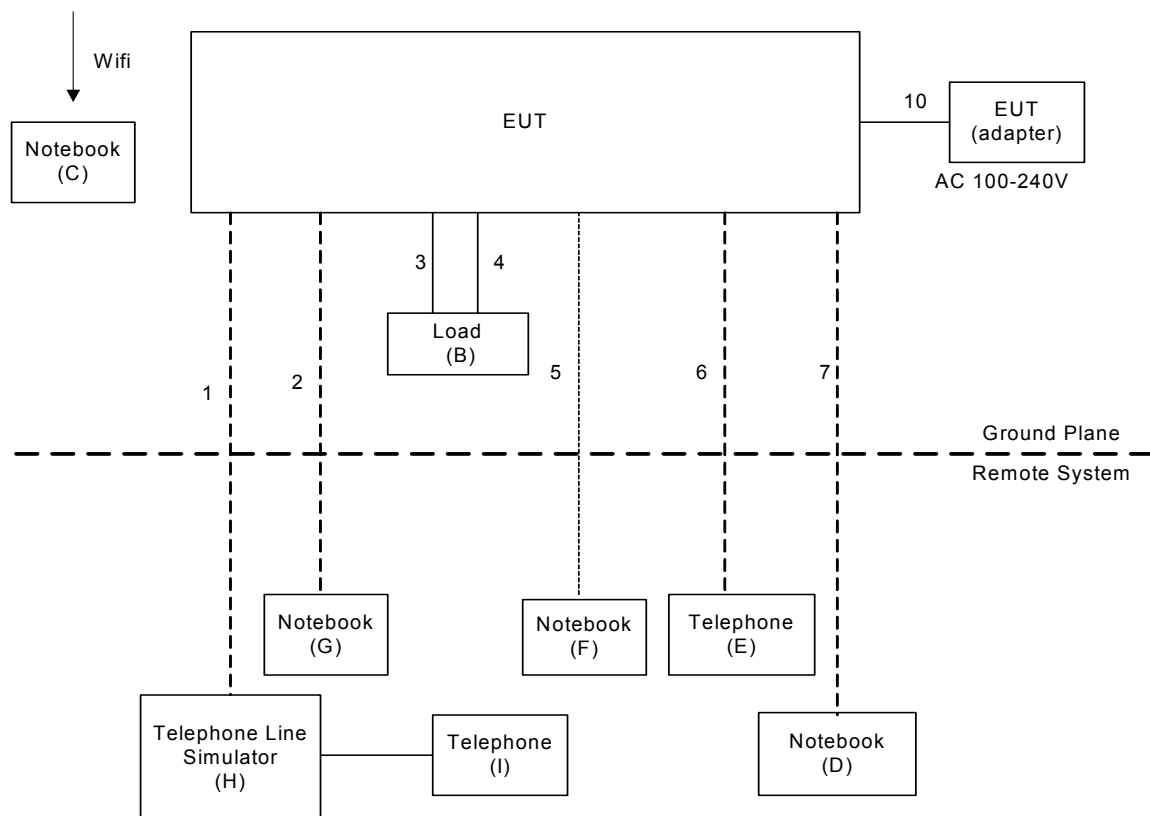 Wifi
EUT
10
EUT
(adapter)
AC 100-240V
Notebook
(C)
3
4
Load
(B)
1
2
5
6
7
Ground Plane
Remote System
Notebook
(G)
Notebook
(F)
Telephone
(E)
Telephone Line
Simulator
(H)
Telephone
(I)
Notebook
(D)